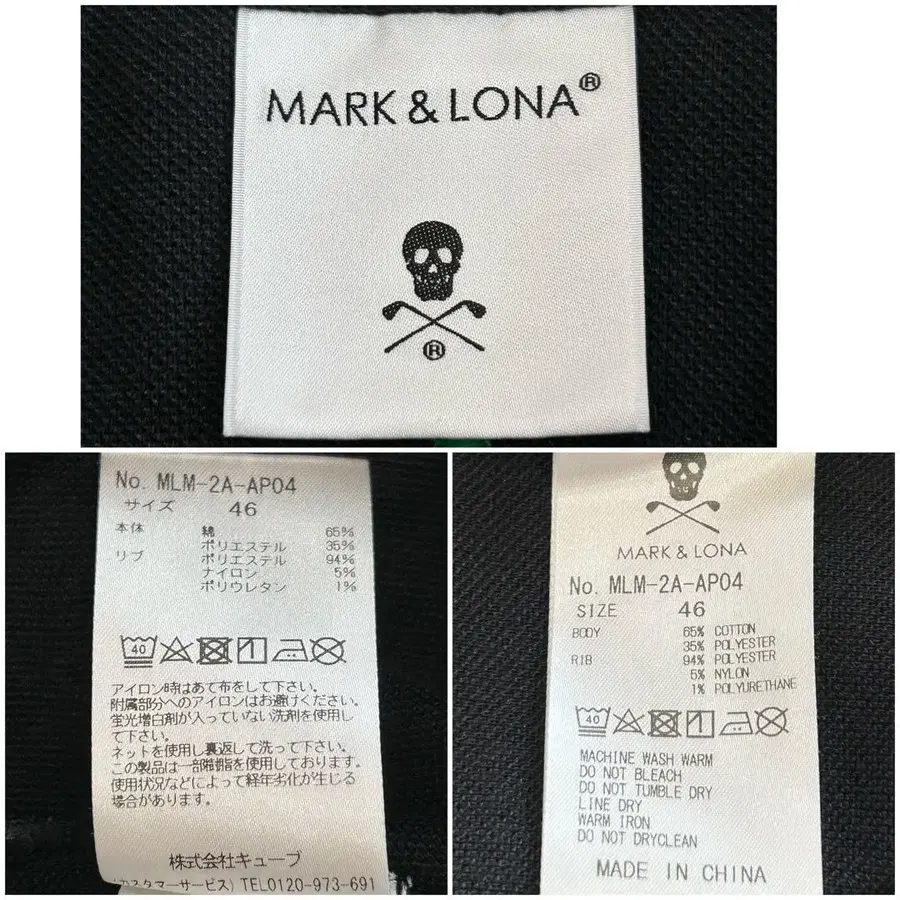 MARK & LONA®
®
No. MLM-2A-AP04
サイズ 46
本体 綿 65%
ポリエステル 35%
リブ ポリエステル 94%
ナイロン 5%
ポリウレタン 1%
40
アイロン時はあて布をして下さい。
附属部分へのアイロンはお避けください。
蛍光増白剤が入っていない洗剤を使用し
て下さい。
ネットを使用し裏返して洗って下さい。
この製品は一部樹脂を使用しております。
使用状況などによって経年劣化が生じる
場合があります。
株式会社キューブ
(カスタマーサービス) TEL0120-973-691
MARK & LONA
No. MLM-2A-AP04
SIZE 46
BODY 65% COTTON
35% POLYESTER
RIB 94% POLYESTER
5% NYLON
1% POLYURETHANE
40
MACHINE WASH WARM
DO NOT BLEACH
DO NOT TUMBLE DRY
LINE DRY
WARM IRON
DO NOT DRYCLEAN
MADE IN CHINA